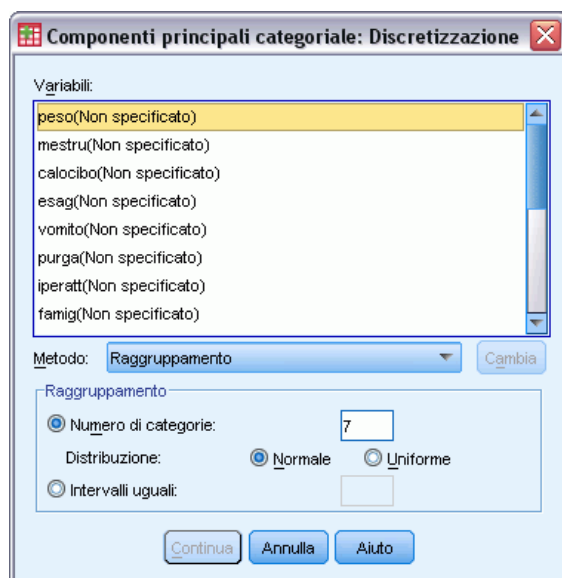 Componenti principali categoriale: Discretizzazione
Variabili:
peso(Non specificato)
mestru(Non specificato)
calocibo(Non specificato)
esag(Non specificato)
vomito(Non specificato)
purga(Non specificato)
iperatt(Non specificato)
famig(Non specificato)
Metodo: Raggruppamento Cambia
Raggruppamento
Numero di categorie: 7
Distribuzione: Normale Uniforme
Intervalli uguali:
Continua Annulla Aiuto